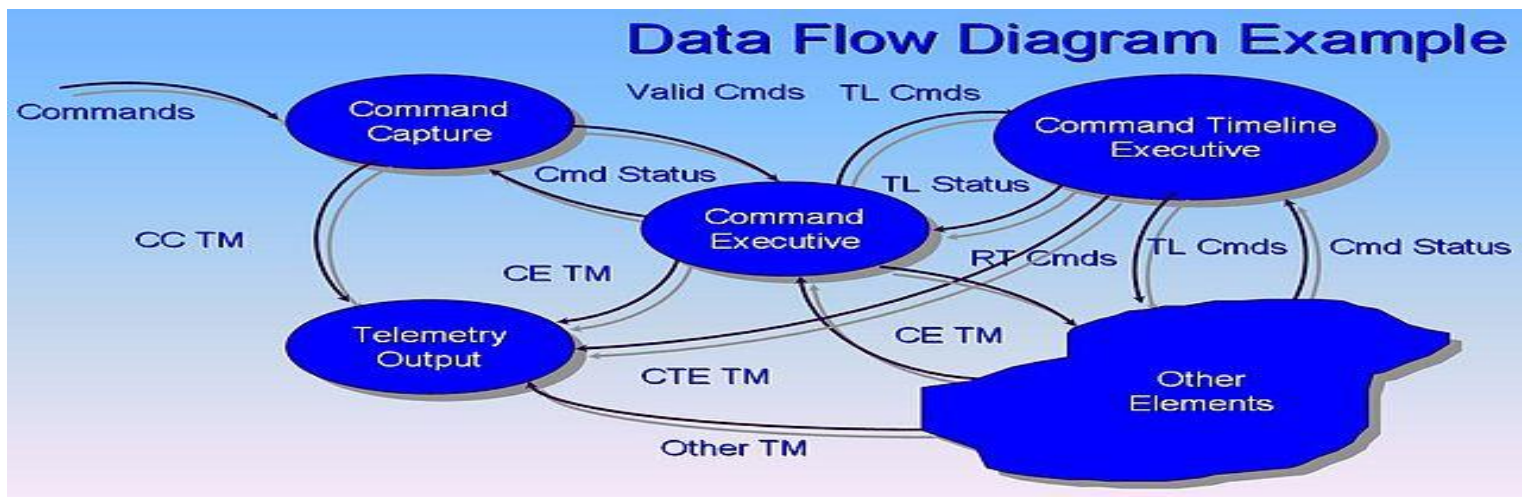 Data Flow Diagram Example
Commands
Command
Capture
Valid Cmds
TL Cmds
Command Timeline
Executive
Cmd Status
TL Status
Command
Executive
CC TM
CE TM
RT Cmds
TL Cmds
Cmd Status
Telemetry
Output
CE TM
CTE TM
Other
Elements
Other TM